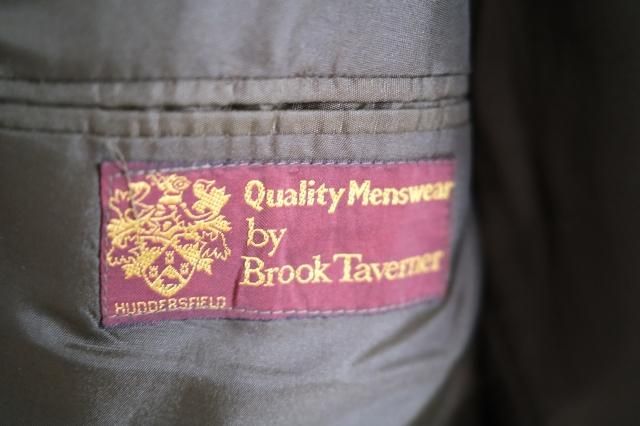 Quality Menswear
by
Brook Taverner
HUDDERSFIELD